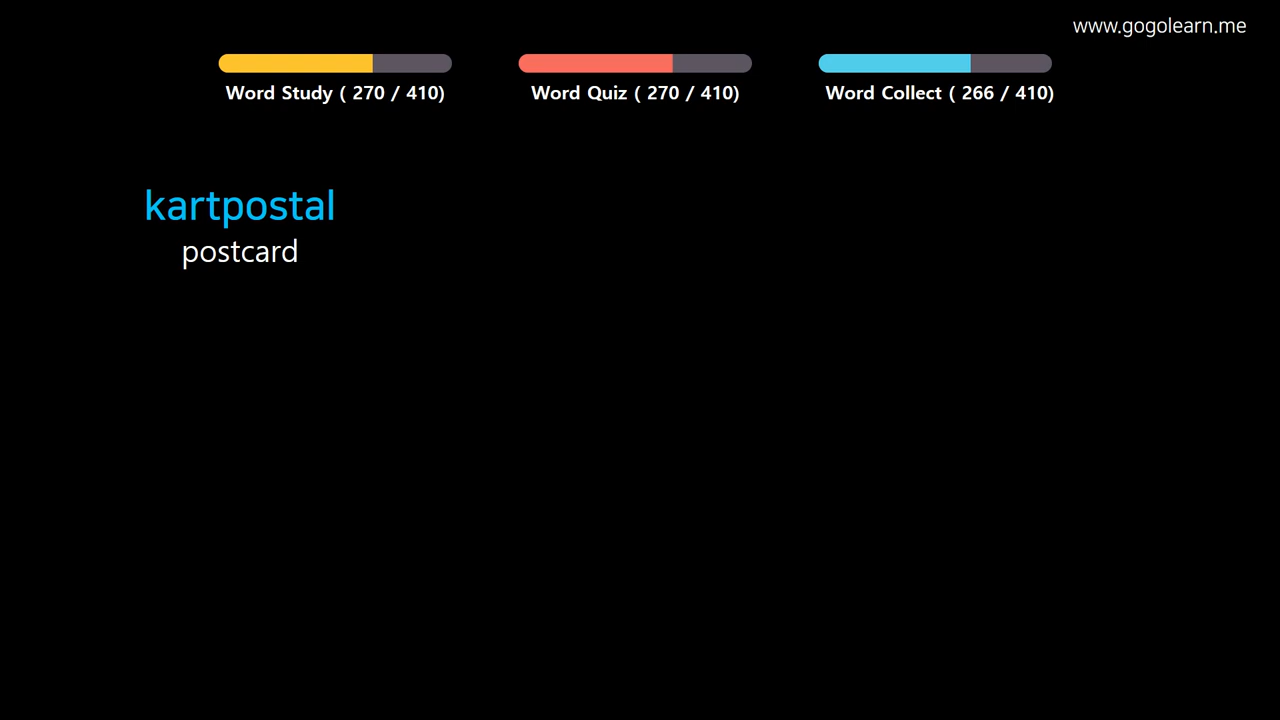 www.gogolearn.me
Word Study ( 270 / 410)
Word Quiz ( 270 / 410)
Word Collect ( 266 / 410)
kartpostal
postcard